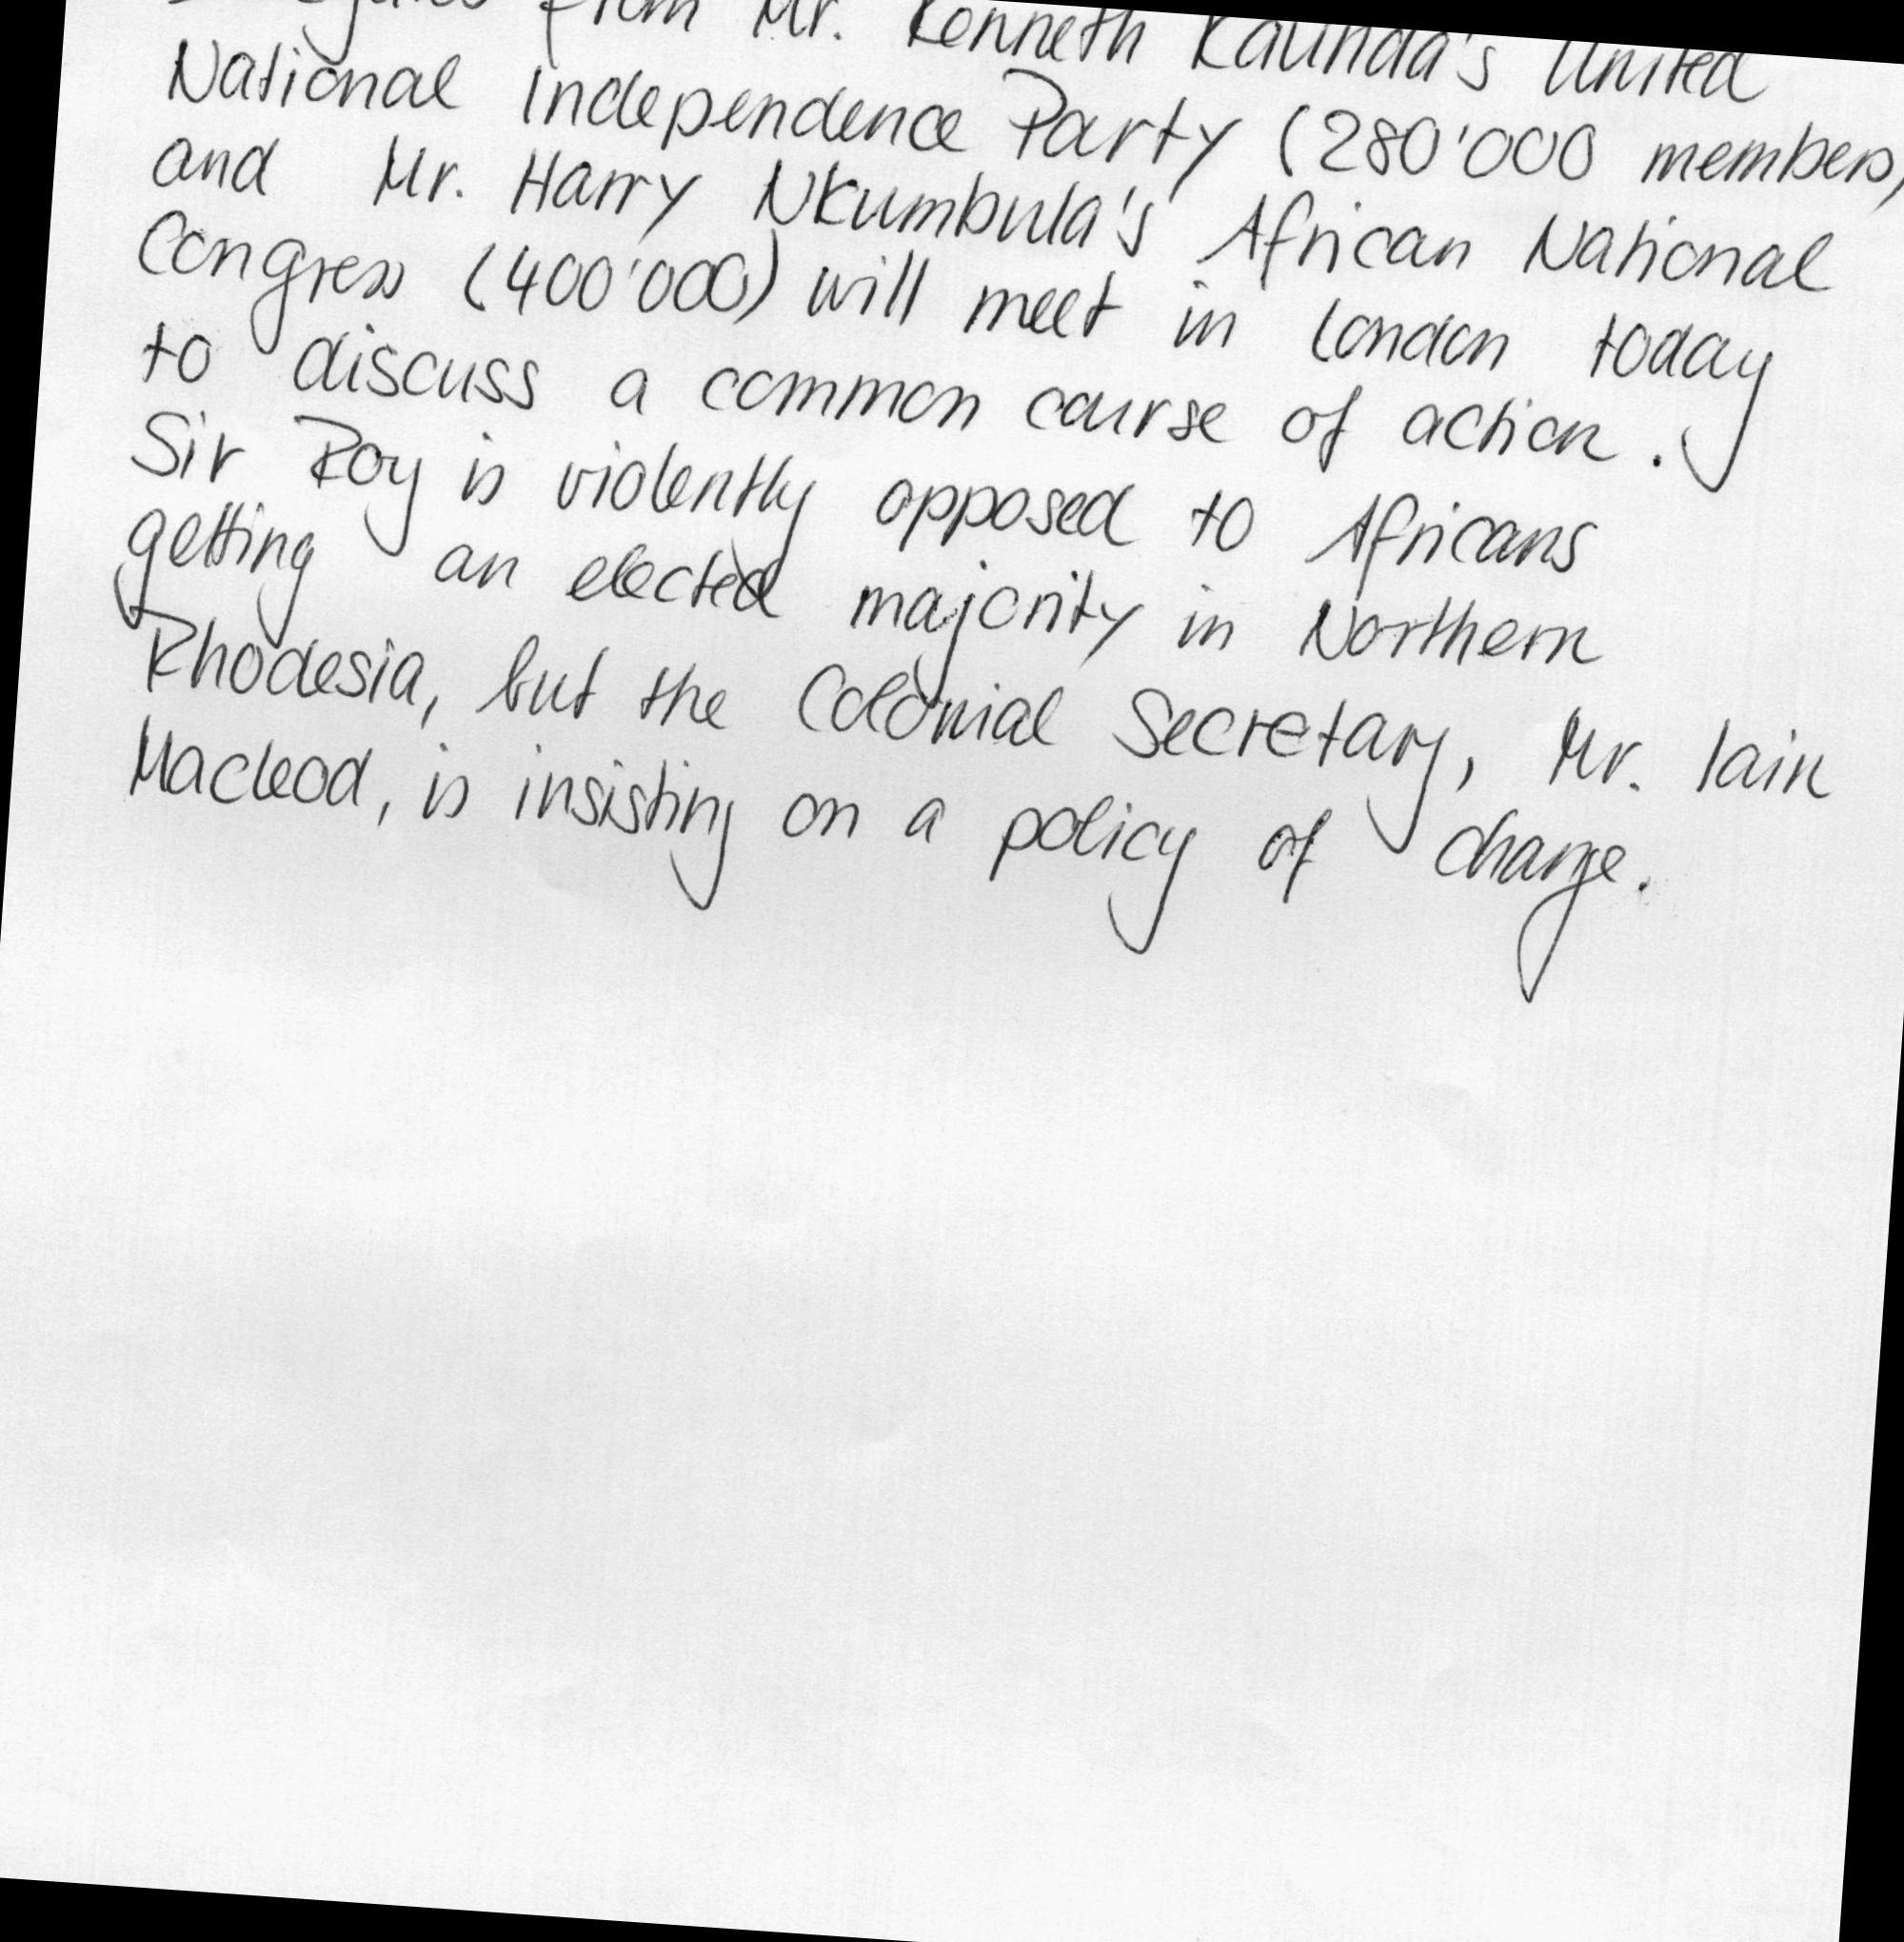 from Mr. Kenneth Kaunda's United
National Independence Party (280'000 members)
and Mr. Harry Nkumbula's African National
Congress (400'000) will meet in London today
to discuss a common course of action.
Sir Roy is violently opposed to Africans
getting an elected majority in Northern
Rhodesia, but the Colonial Secretary, Mr. Iain
Macleod, is insisting on a policy of change.